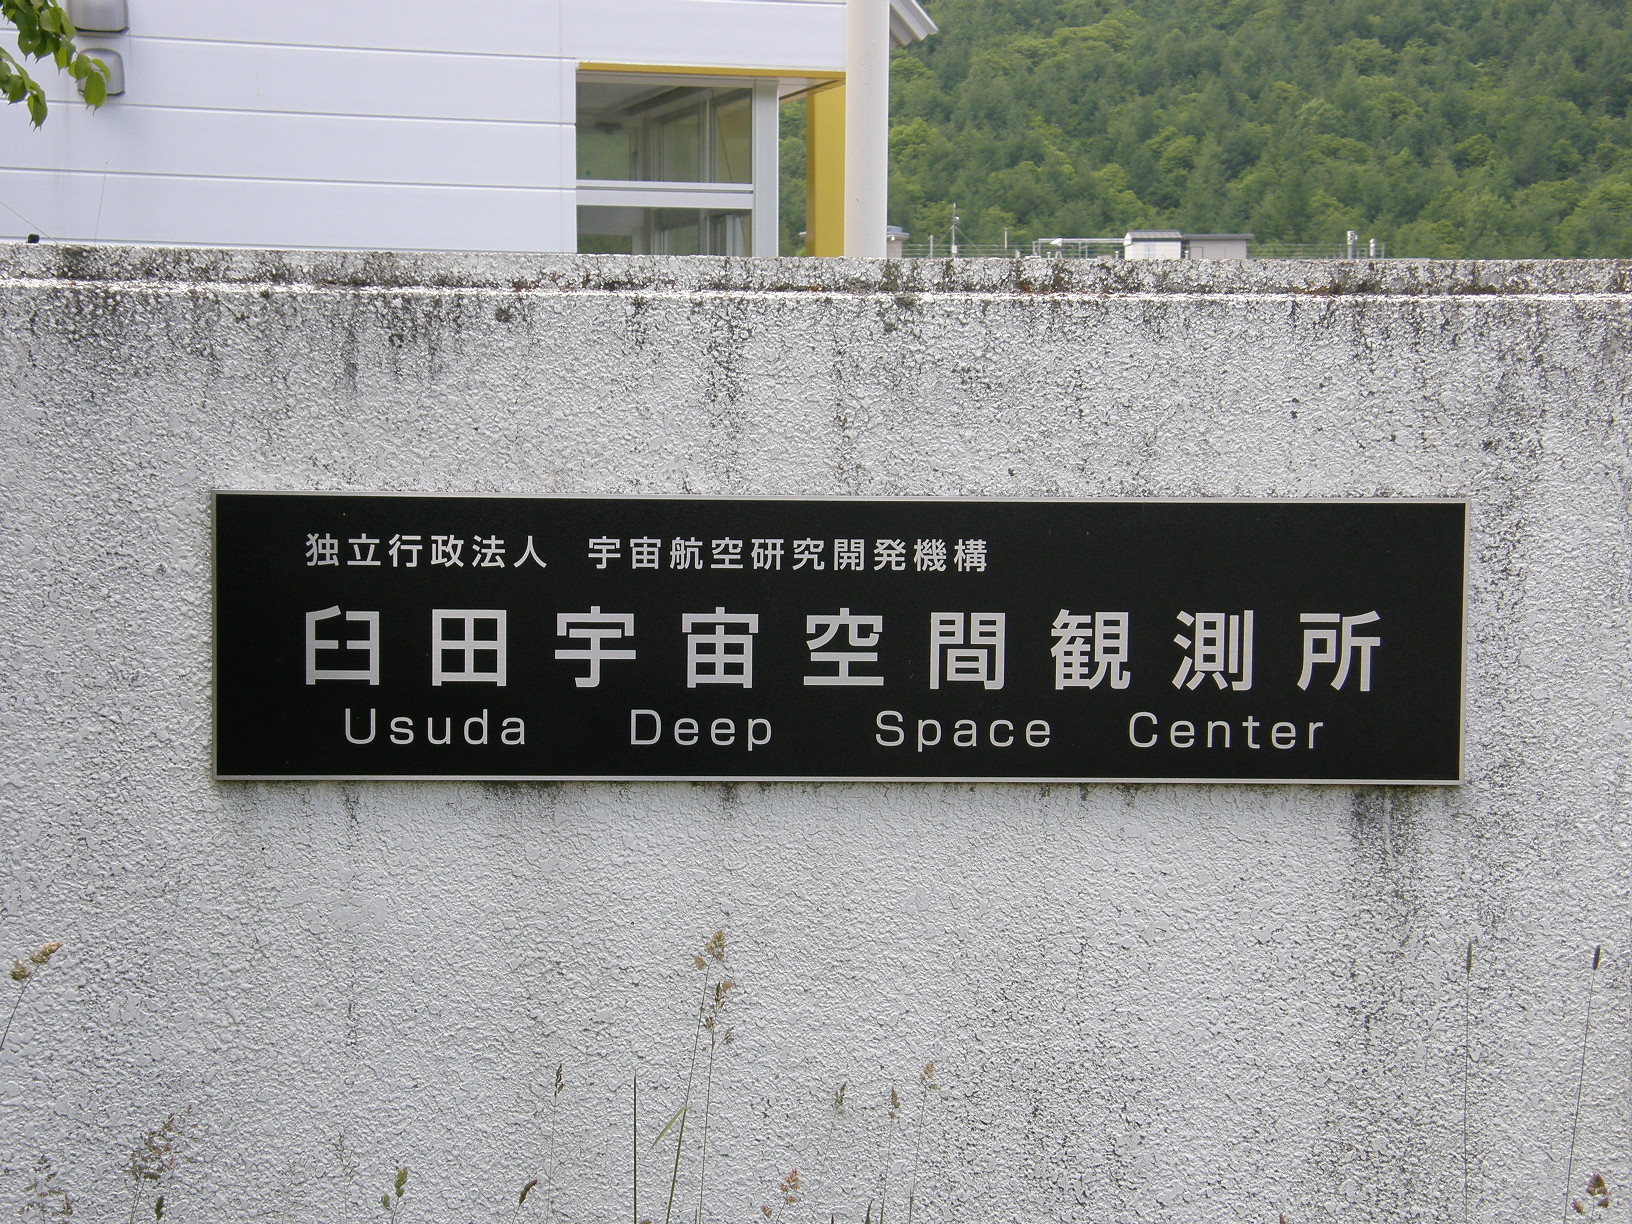 独立行政法人　宇宙航空研究開発機構
臼田宇宙空間観測所
Usuda Deep Space Center